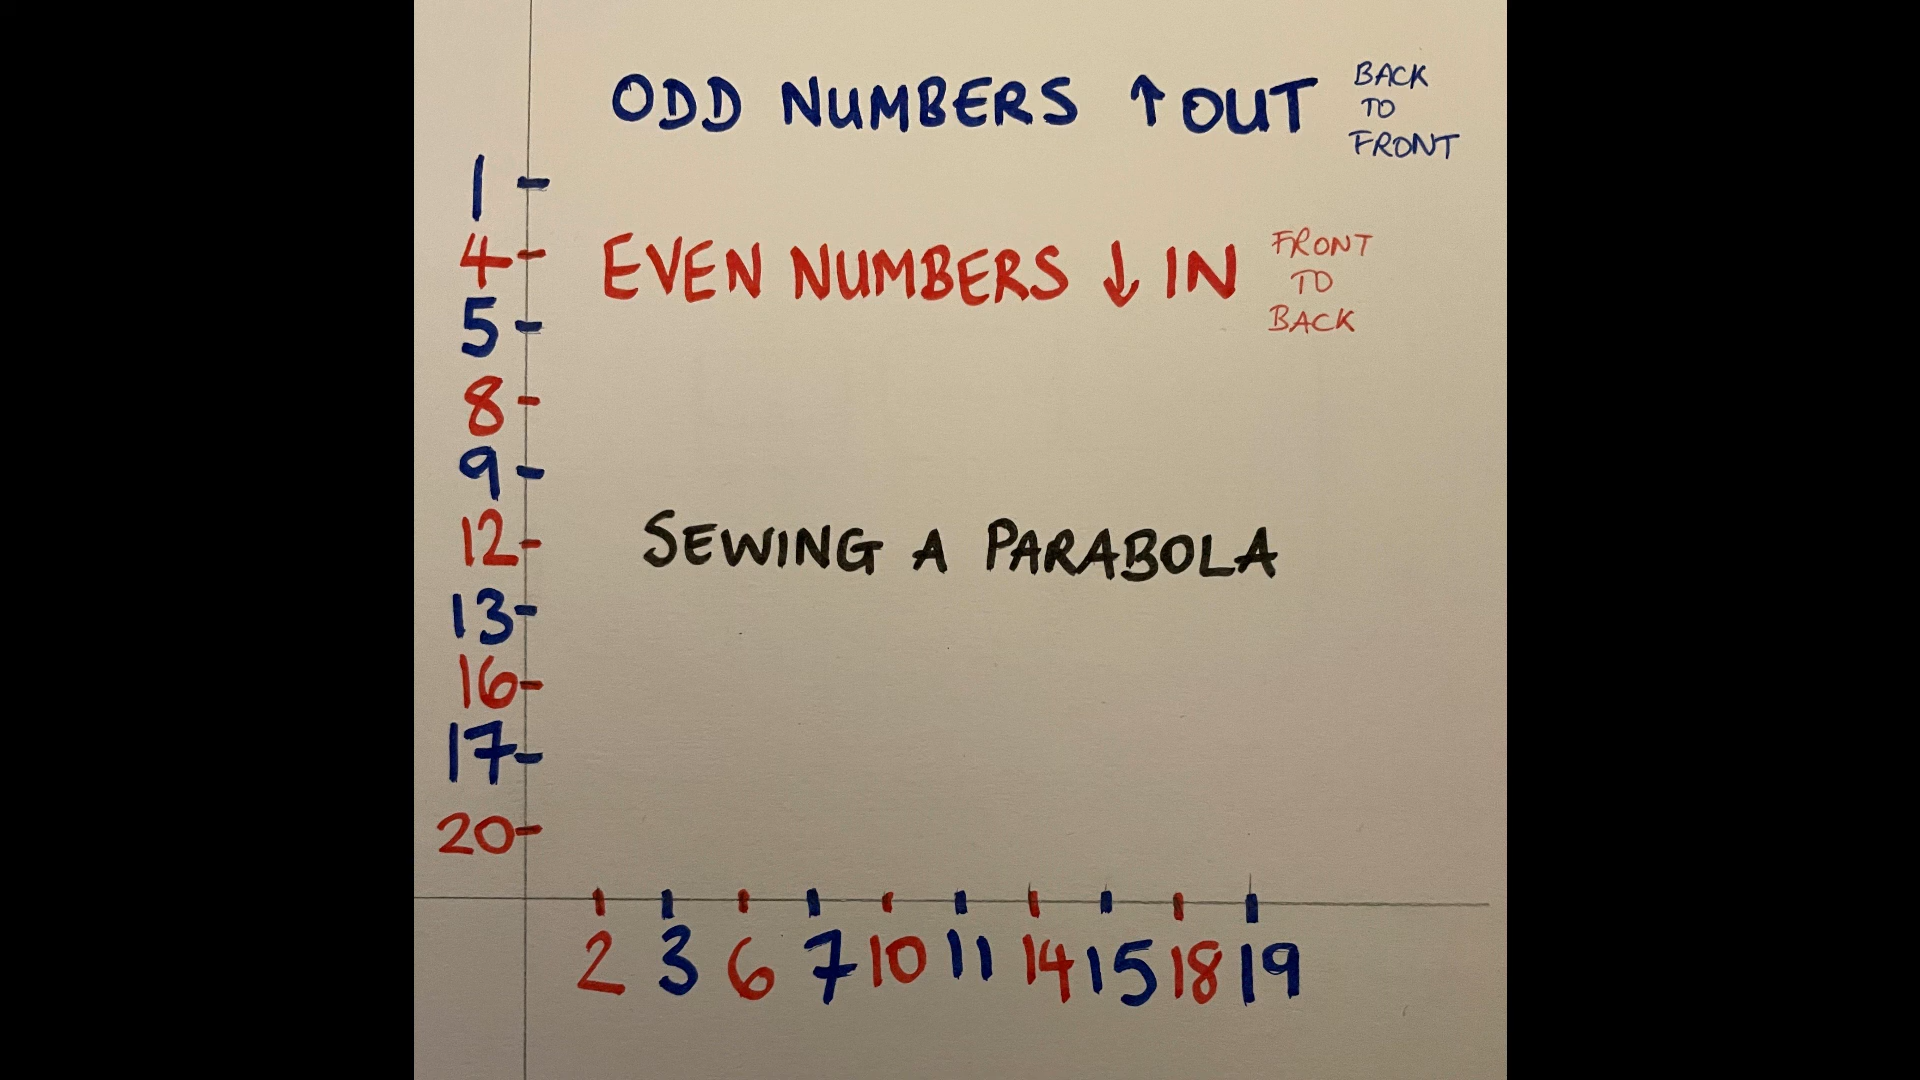 ODD NUMBERS ↑ OUT
BACK
TO
FRONT
1
4
EVEN NUMBERS ↓ IN
FRONT
TO
BACK
5
8
9
12
SEWING A PARABOLA
13
16
17
20
2 3 6 7 10 11 14 15 18 19